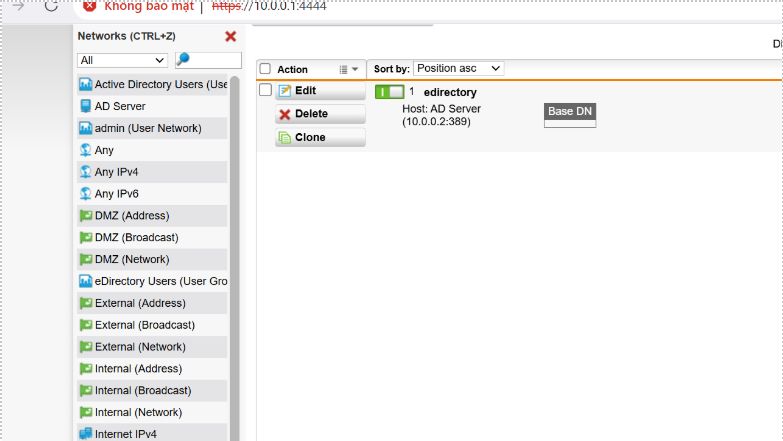 Không bảo mật | https://10.0.0.1:4444
Networks (CTRL+Z)
All
Active Directory Users (Use
AD Server
admin (User Network)
Any
Any IPv4
Any IPv6
DMZ (Address)
DMZ (Broadcast)
DMZ (Network)
eDirectory Users (User Gro
External (Address)
External (Broadcast)
External (Network)
Internal (Address)
Internal (Broadcast)
Internal (Network)
Internet IPv4
Di
Action
Sort by: Position asc
Edit
Delete
Clone
1 edirectory
Host: AD Server
(10.0.0.2:389)
Base DN